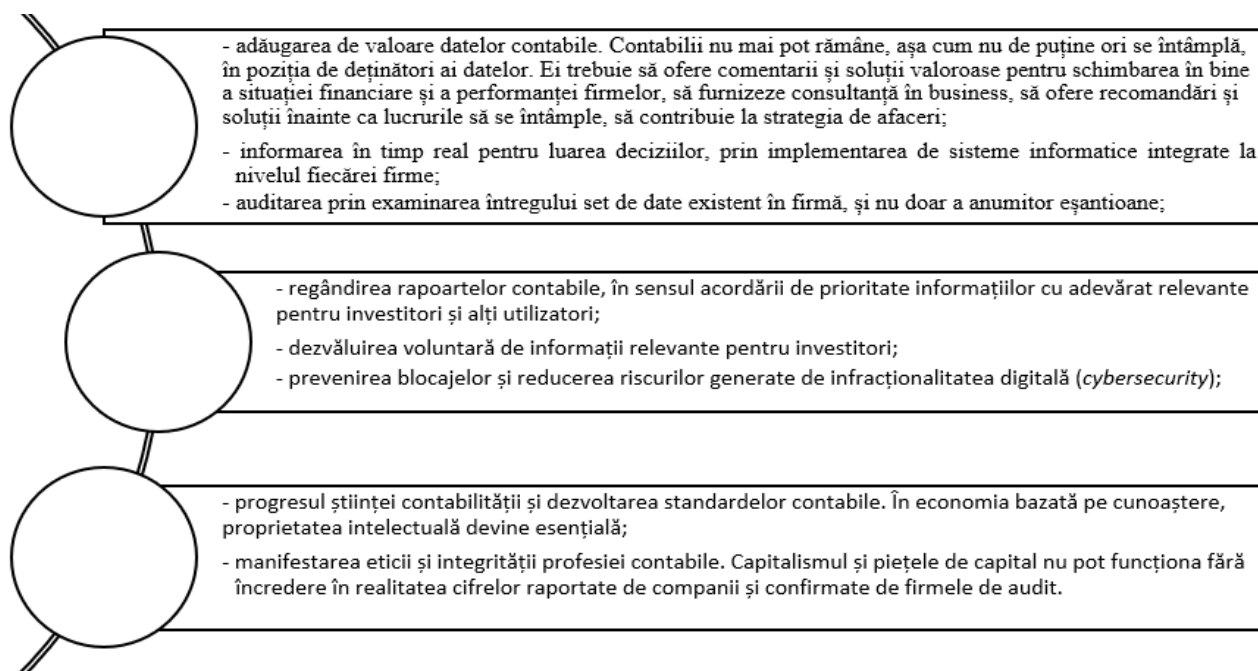 - adăugarea de valoare datelor contabile. Contabilii nu mai pot rămâne, așa cum nu de puține ori se întâmplă,
în poziția de deținători ai datelor. Ei trebuie să ofere comentarii și soluții valoroase pentru schimbarea în bine
a situației financiare și a performanței firmelor, să furnizeze consultanță în business, să ofere recomandări și
soluții înainte ca lucrurile să se întâmple, să contribuie la strategia de afaceri;
- informarea în timp real pentru luarea deciziilor, prin implementarea de sisteme informatice integrate la
nivelul fiecărei firme;
- auditarea prin examinarea întregului set de date existent în firmă, și nu doar a anumitor eșantioane;
- regândirea rapoartelor contabile, în sensul acordării de prioritate informațiilor cu adevărat relevante
pentru investitori și alți utilizatori;
- dezvăluirea voluntară de informații relevante pentru investitori;
- prevenirea blocajelor și reducerea riscurilor generate de infracționalitatea digitală (cybersecurity);
- progresul științei contabilității și dezvoltarea standardelor contabile. În economia bazată pe cunoaștere,
proprietatea intelectuală devine esențială;
- manifestarea eticii și integrității profesiei contabile. Capitalismul și piețele de capital nu pot funcționa fără
încredere în realitatea cifrelor raportate de companii și confirmate de firmele de audit.